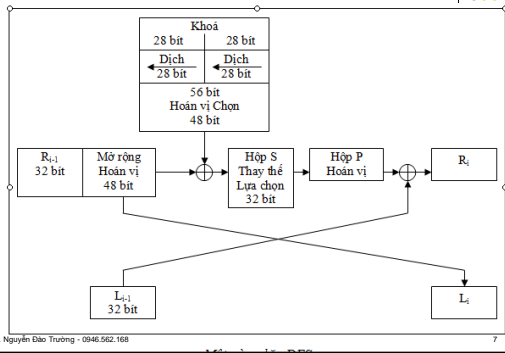 Khoá
28 bít 28 bít
Dịch Dịch
28 bít 28 bít
56 bít
Hoán vị Chọn
48 bít
Rᵢ₋₁
32 bít
Mở rộng
Hoán vị
48 bít
Hộp S
Thay thế
Lựa chọn
32 bít
Hộp P
Hoán vị
Rᵢ
Lᵢ₋₁
32 bít
Lᵢ
Nguyễn Đào Trường - 0946.562.168
7